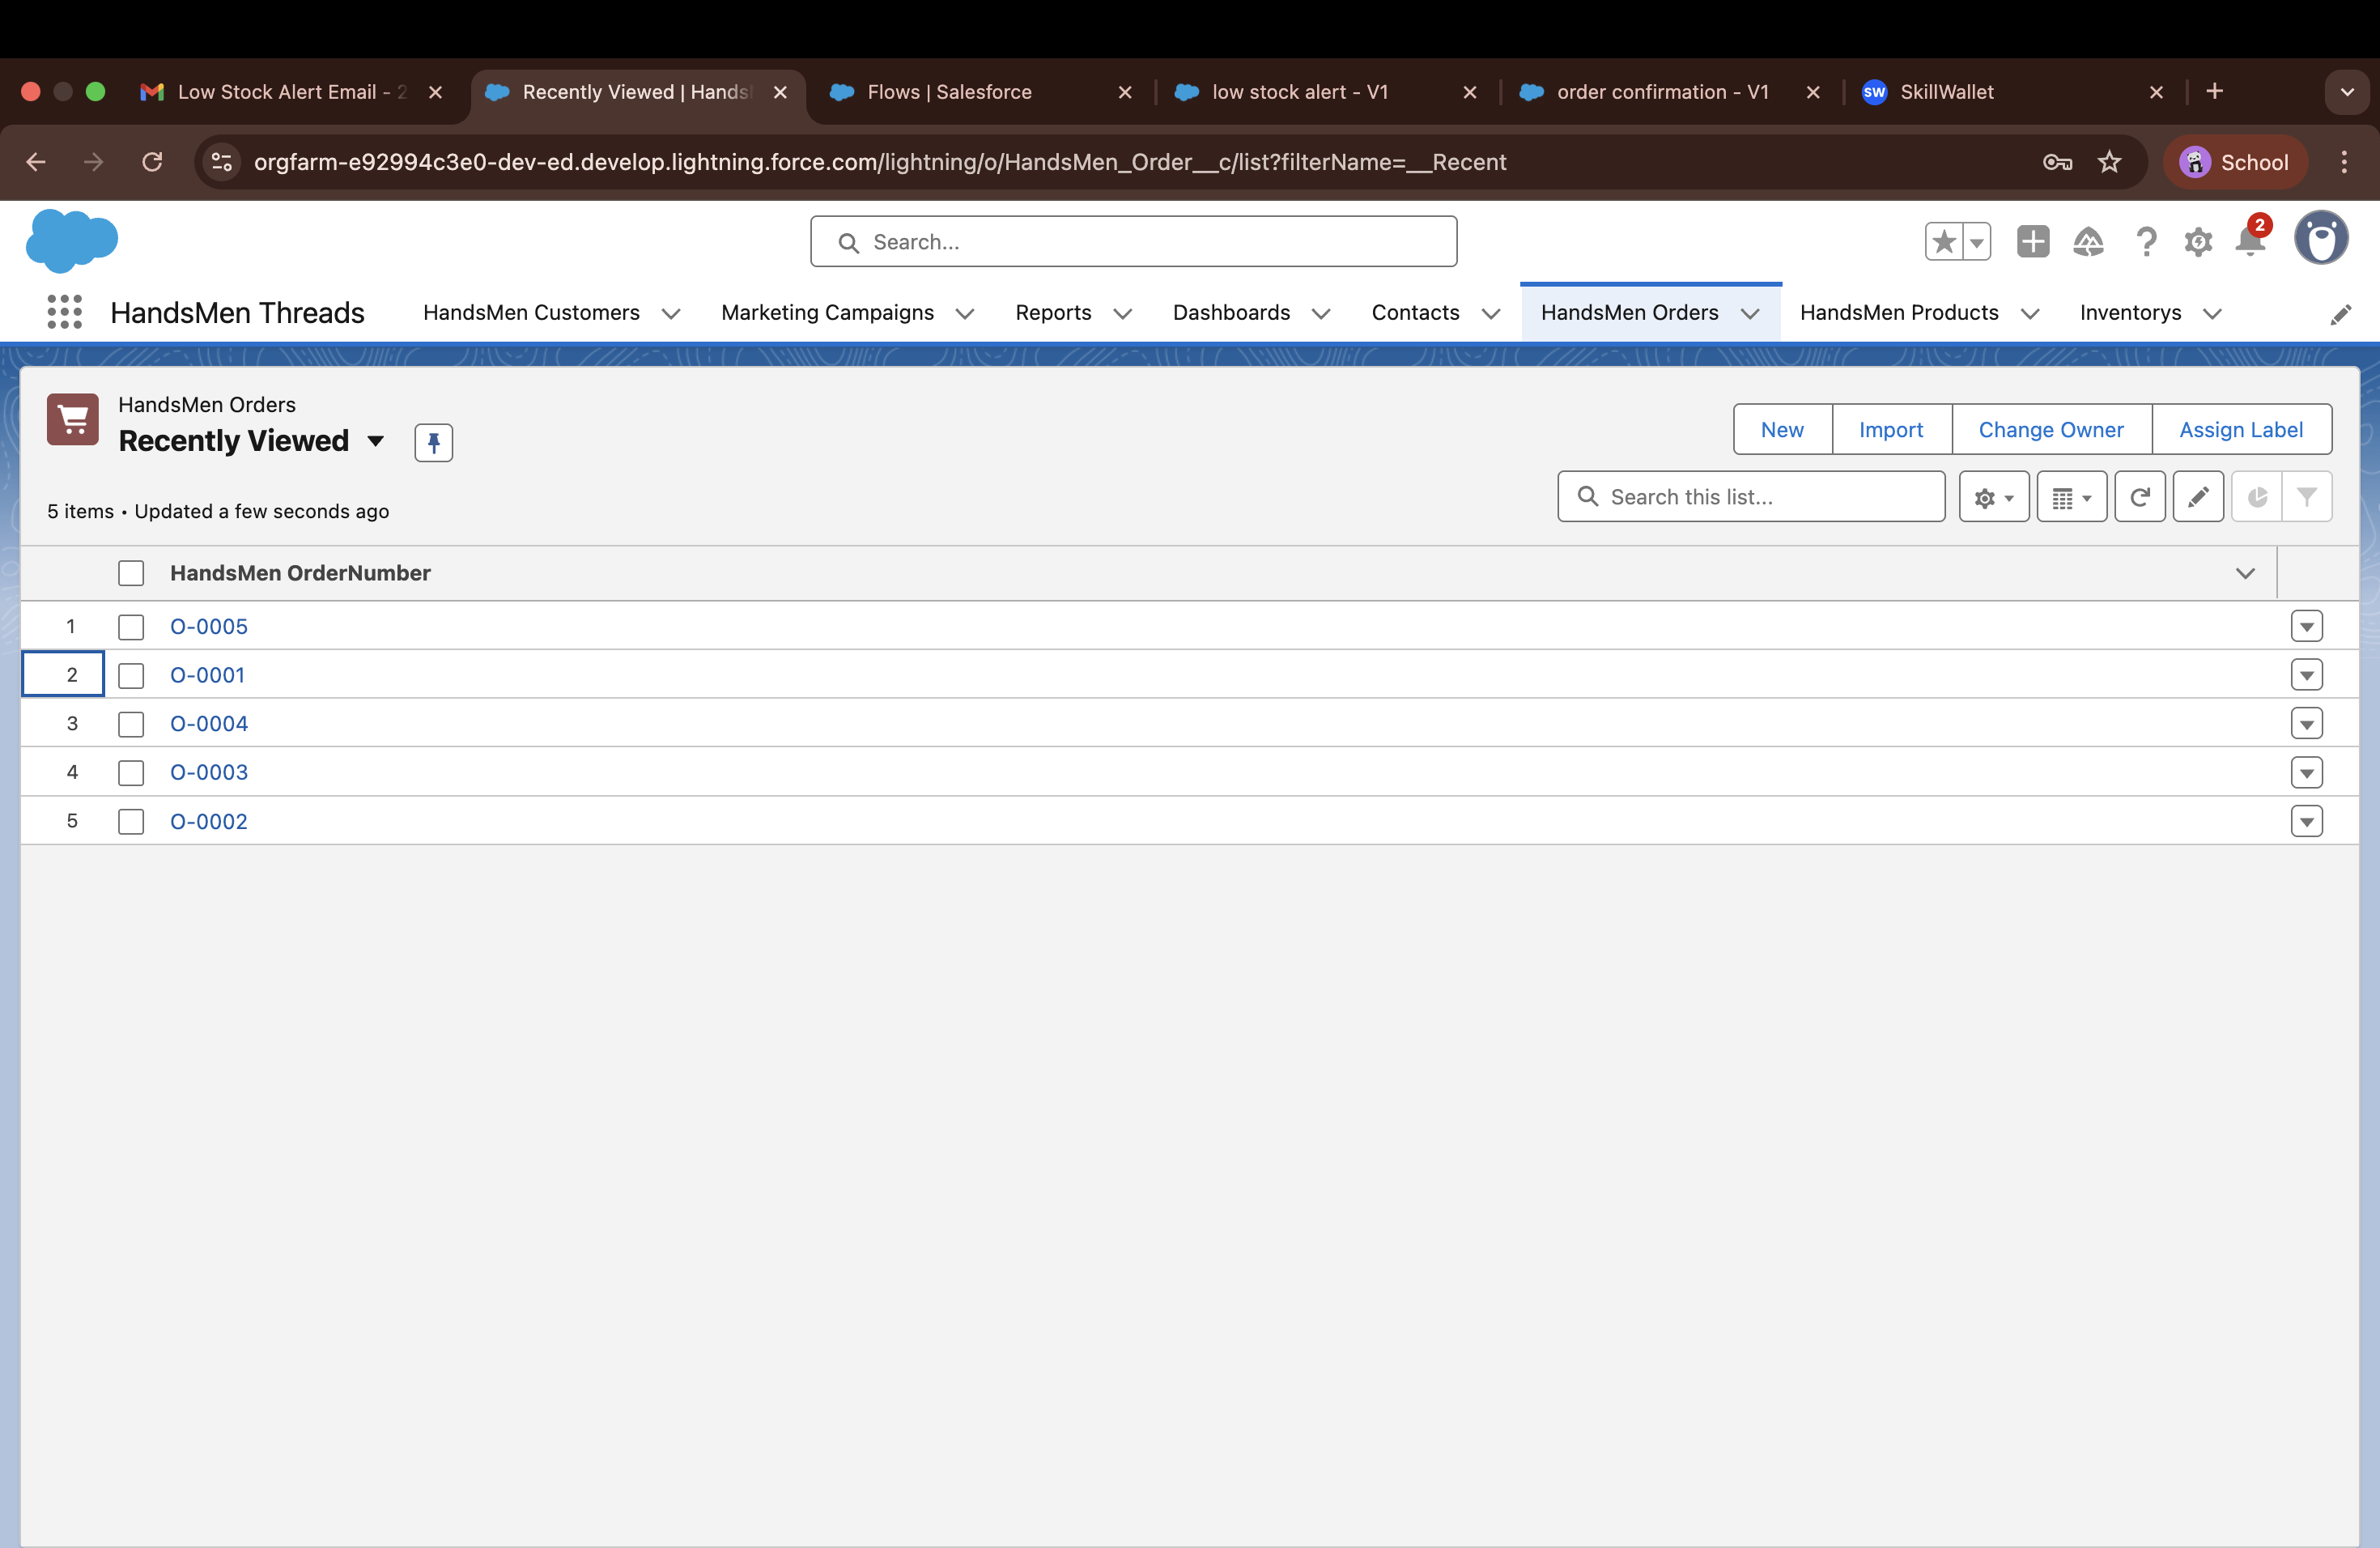 Low Stock Alert Email - 2
Recently Viewed | Hands
Flows | Salesforce
low stock alert - V1
order confirmation - V1
SW SkillWallet
orgfarm-e92994c3e0-dev-ed.develop.lightning.force.com/lightning/o/HandsMen_Order__c/list?filterName=__Recent
School
Search...
2
HandsMen Threads
HandsMen Customers
Marketing Campaigns
Reports
Dashboards
Contacts
HandsMen Orders
HandsMen Products
Inventorys
HandsMen Orders
Recently Viewed
New
Import
Change Owner
Assign Label
5 items • Updated a few seconds ago
Search this list...
HandsMen OrderNumber
1 O-0005
2 O-0001
3 O-0004
4 O-0003
5 O-0002